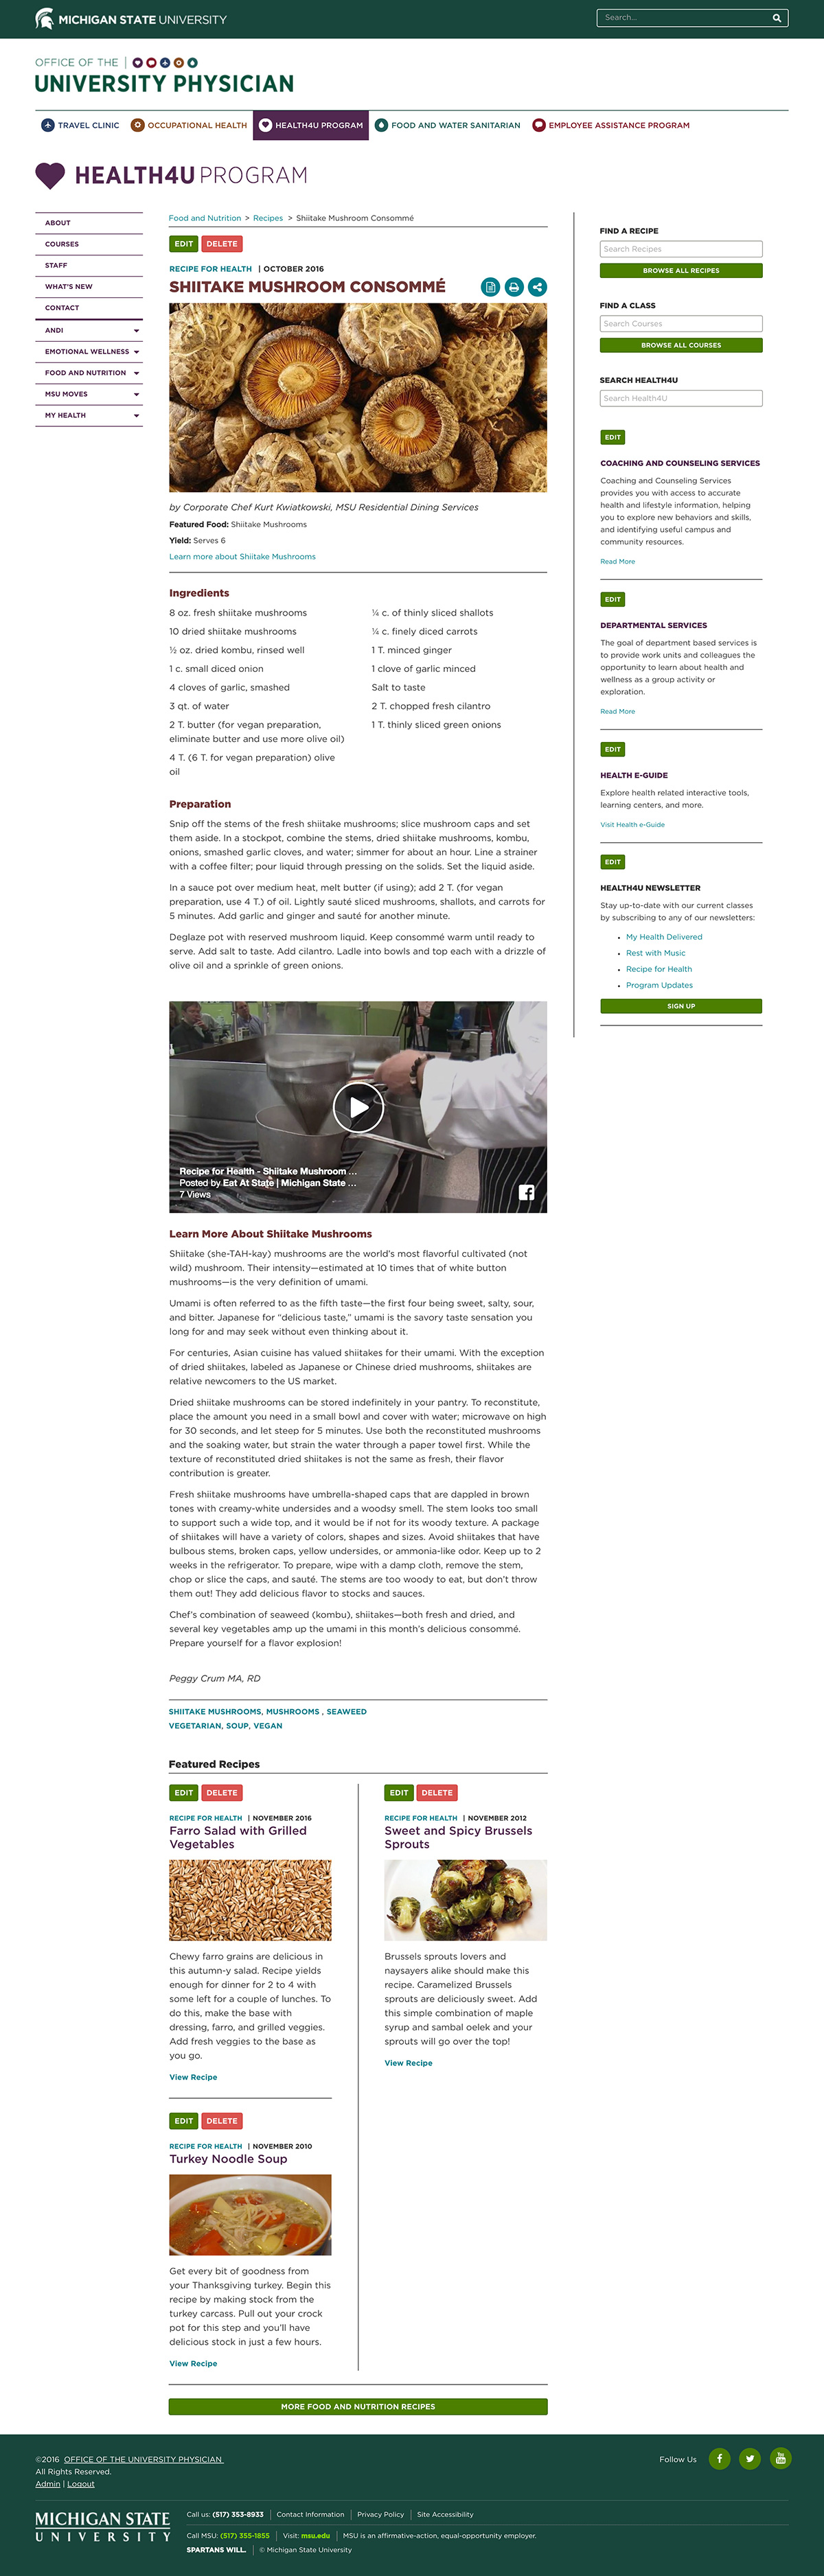 MICHIGAN STATE UNIVERSITY
Search...
OFFICE OF THE
UNIVERSITY PHYSICIAN
TRAVEL CLINIC
OCCUPATIONAL HEALTH
HEALTH4U PROGRAM
FOOD AND WATER SANITARIAN
EMPLOYEE ASSISTANCE PROGRAM
HEALTH4U PROGRAM
ABOUT
COURSES
STAFF
WHAT'S NEW
CONTACT
ANDI
EMOTIONAL WELLNESS
FOOD AND NUTRITION
MSU MOVES
MY HEALTH
Food and Nutrition > Recipes > Shiitake Mushroom Consommé
EDIT DELETE
RECIPE FOR HEALTH | OCTOBER 2016
SHIITAKE MUSHROOM CONSOMMÉ
by Corporate Chef Kurt Kwiatkowski, MSU Residential Dining Services
Featured Food: Shiitake Mushrooms
Yield: Serves 6
Learn more about Shiitake Mushrooms
Ingredients
8 oz. fresh shiitake mushrooms
10 dried shiitake mushrooms
½ oz. dried kombu, rinsed well
1 c. small diced onion
4 cloves of garlic, smashed
3 qt. of water
2 T. butter (for vegan preparation,
eliminate butter and use more olive oil)
4 T. (6 T. for vegan preparation) olive
oil
¼ c. of thinly sliced shallots
¼ c. finely diced carrots
1 T. minced ginger
1 clove of garlic minced
Salt to taste
2 T. chopped fresh cilantro
1 T. thinly sliced green onions
Preparation
Snip off the stems of the fresh shiitake mushrooms; slice mushroom caps and set
them aside. In a stockpot, combine the stems, dried shiitake mushrooms, kombu,
onions, smashed garlic cloves, and water; simmer for about an hour. Line a strainer
with a coffee filter; pour liquid through pressing on the solids. Set the liquid aside.
In a sauce pot over medium heat, melt butter (if using); add 2 T. (for vegan
preparation, use 4 T.) of oil. Lightly sauté sliced mushrooms, shallots, and carrots for
5 minutes. Add garlic and ginger and sauté for another minute.
Deglaze pot with reserved mushroom liquid. Keep consommé warm until ready to
serve. Add salt to taste. Add cilantro. Ladle into bowls and top each with a drizzle of
olive oil and a sprinkle of green onions.
Recipe for Health - Shiitake Mushroom ...
Posted by Eat At State | Michigan State ...
7 Views
Learn More About Shiitake Mushrooms
Shiitake (she-TAH-kay) mushrooms are the world's most flavorful cultivated (not
wild) mushroom. Their intensity—estimated at 10 times that of white button
mushrooms—is the very definition of umami.
Umami is often referred to as the fifth taste—the first four being sweet, salty, sour,
and bitter. Japanese for "delicious taste," umami is the savory taste sensation you
long for and may seek without even thinking about it.
For centuries, Asian cuisine has valued shiitakes for their umami. With the exception
of dried shiitakes, labeled as Japanese or Chinese dried mushrooms, shiitakes are
relative newcomers to the US market.
Dried shiitake mushrooms can be stored indefinitely in your pantry. To reconstitute,
place the amount you need in a small bowl and cover with water; microwave on high
for 30 seconds, and let steep for 5 minutes. Use both the reconstituted mushrooms
and the soaking water, but strain the water through a paper towel first. While the
texture of reconstituted dried shiitakes is not the same as fresh, their flavor
contribution is greater.
Fresh shiitake mushrooms have umbrella-shaped caps that are dappled in brown
tones with creamy-white undersides and a woodsy smell. The stem looks too small
to support such a wide top, and it would be if not for its woody texture. A package
of shiitakes will have a variety of colors, shapes and sizes. Avoid shiitakes that have
bulbous stems, broken caps, yellow undersides, or ammonia-like odor. Keep up to 2
weeks in the refrigerator. To prepare, wipe with a damp cloth, remove the stem,
chop or slice the caps, and sauté. The stems are too woody to eat, but don't throw
them out! They add delicious flavor to stocks and sauces.
Chef's combination of seaweed (kombu), shiitakes—both fresh and dried, and
several key vegetables amp up the umami in this month's delicious consommé.
Prepare yourself for a flavor explosion!
Peggy Crum MA, RD
SHIITAKE MUSHROOMS, MUSHROOMS , SEAWEED
VEGETARIAN, SOUP, VEGAN
Featured Recipes
EDIT DELETE
RECIPE FOR HEALTH | NOVEMBER 2016
Farro Salad with Grilled
Vegetables
Chewy farro grains are delicious in
this autumn-y salad. Recipe yields
enough for dinner for 2 to 4 with
some left for a couple of lunches. To
do this, make the base with
dressing, farro, and grilled veggies.
Add fresh veggies to the base as
you go.
View Recipe
EDIT DELETE
RECIPE FOR HEALTH | NOVEMBER 2010
Turkey Noodle Soup
Get every bit of goodness from
your Thanksgiving turkey. Begin this
recipe by making stock from the
turkey carcass. Pull out your crock
pot for this step and you'll have
delicious stock in just a few hours.
View Recipe
EDIT DELETE
RECIPE FOR HEALTH | NOVEMBER 2012
Sweet and Spicy Brussels
Sprouts
Brussels sprouts lovers and
naysayers alike should make this
recipe. Caramelized Brussels
sprouts are deliciously sweet. Add
this simple combination of maple
syrup and sambal oelek and your
sprouts will go over the top!
View Recipe
MORE FOOD AND NUTRITION RECIPES
FIND A RECIPE
Search Recipes
BROWSE ALL RECIPES
FIND A CLASS
Search Courses
BROWSE ALL COURSES
SEARCH HEALTH4U
Search Health4U
EDIT
COACHING AND COUNSELING SERVICES
Coaching and Counseling Services
provides you with access to accurate
health and lifestyle information, helping
you to explore new behaviors and skills,
and identifying useful campus and
community resources.
Read More
EDIT
DEPARTMENTAL SERVICES
The goal of department based services is
to provide work units and colleagues the
opportunity to learn about health and
wellness as a group activity or
exploration.
Read More
EDIT
HEALTH E-GUIDE
Explore health related interactive tools,
learning centers, and more.
Visit Health e-Guide
EDIT
HEALTH4U NEWSLETTER
Stay up-to-date with our current classes
by subscribing to any of our newsletters:
• My Health Delivered
• Rest with Music
• Recipe for Health
• Program Updates
SIGN UP
©2016 OFFICE OF THE UNIVERSITY PHYSICIAN
All Rights Reserved.
Admin | Logout
Follow Us
You Tube
MICHIGAN STATE
UNIVERSITY
Call us: (517) 353-8933 | Contact Information | Privacy Policy | Site Accessibility
Call MSU: (517) 355-1855 | Visit: msu.edu | MSU is an affirmative-action, equal-opportunity employer.
SPARTANS WILL. | © Michigan State University